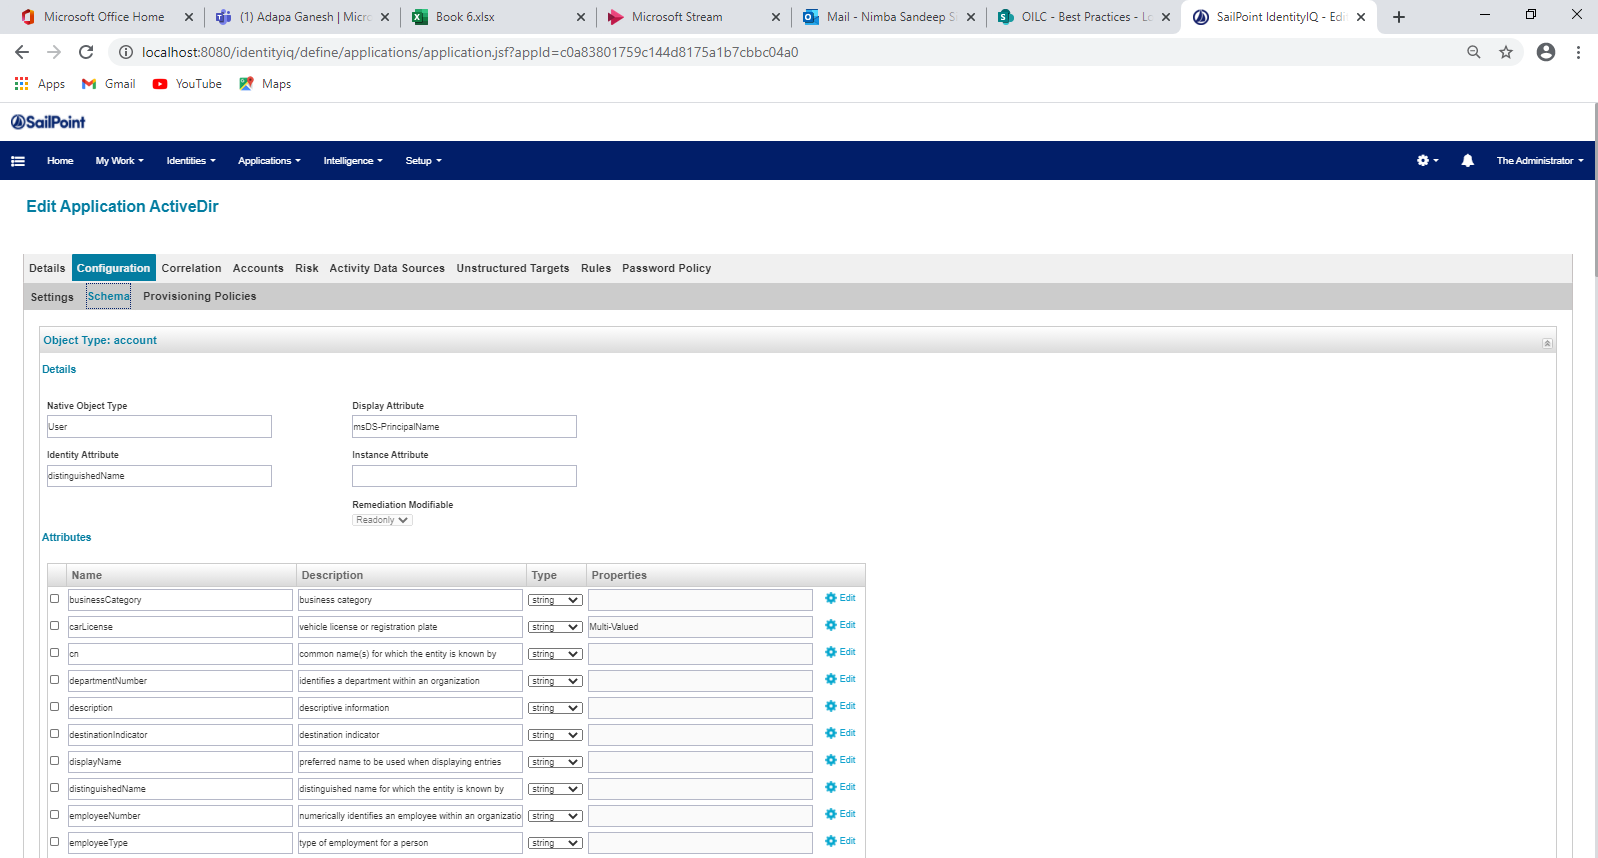 Microsoft Office Home
(1) Adapa Ganesh | Micro
Book 6.xlsx
Microsoft Stream
Mail - Nimba Sandeep S
OILC - Best Practices - Lo
SailPoint IdentityIQ - Edi
localhost:8080/identityiq/define/applications/application.jsf?appId=c0a83801759c144d8175a1b7cbbc04a0
Apps Gmail YouTube Maps
SailPoint
Home My Work Identities Applications Intelligence Setup The Administrator
Edit Application ActiveDir
Details Configuration Correlation Accounts Risk Activity Data Sources Unstructured Targets Rules Password Policy
Settings Schema Provisioning Policies
Object Type: account
Details
Native Object Type Display Attribute
User msDS-PrincipalName
Identity Attribute Instance Attribute
distinguishedName
Remediation Modifiable
Readonly
Attributes
Name Description Type Properties
businessCategory business category string Edit
carLicense vehicle license or registration plate string Multi-Valued Edit
cn common name(s) for which the entity is known by string Edit
departmentNumber identifies a department within an organization string Edit
description descriptive information string Edit
destinationIndicator destination indicator string Edit
displayName preferred name to be used when displaying entries string Edit
distinguishedName distinguished name for which the entity is known by string Edit
employeeNumber numerically identifies an employee within an organizatio string Edit
employeeType type of employment for a person string Edit